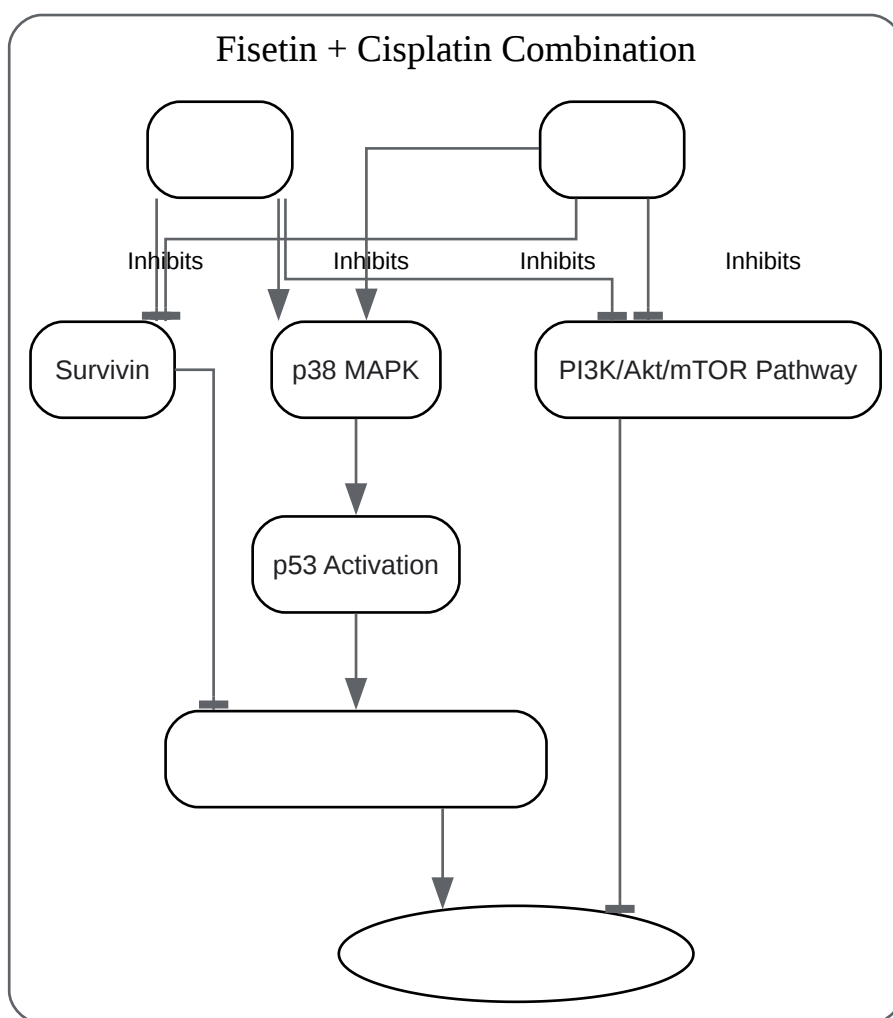 Fisetin + Cisplatin Combination
Inhibits
Inhibits
Inhibits
Inhibits
Survivin
p38 MAPK
PI3K/Akt/mTOR Pathway
p53 Activation